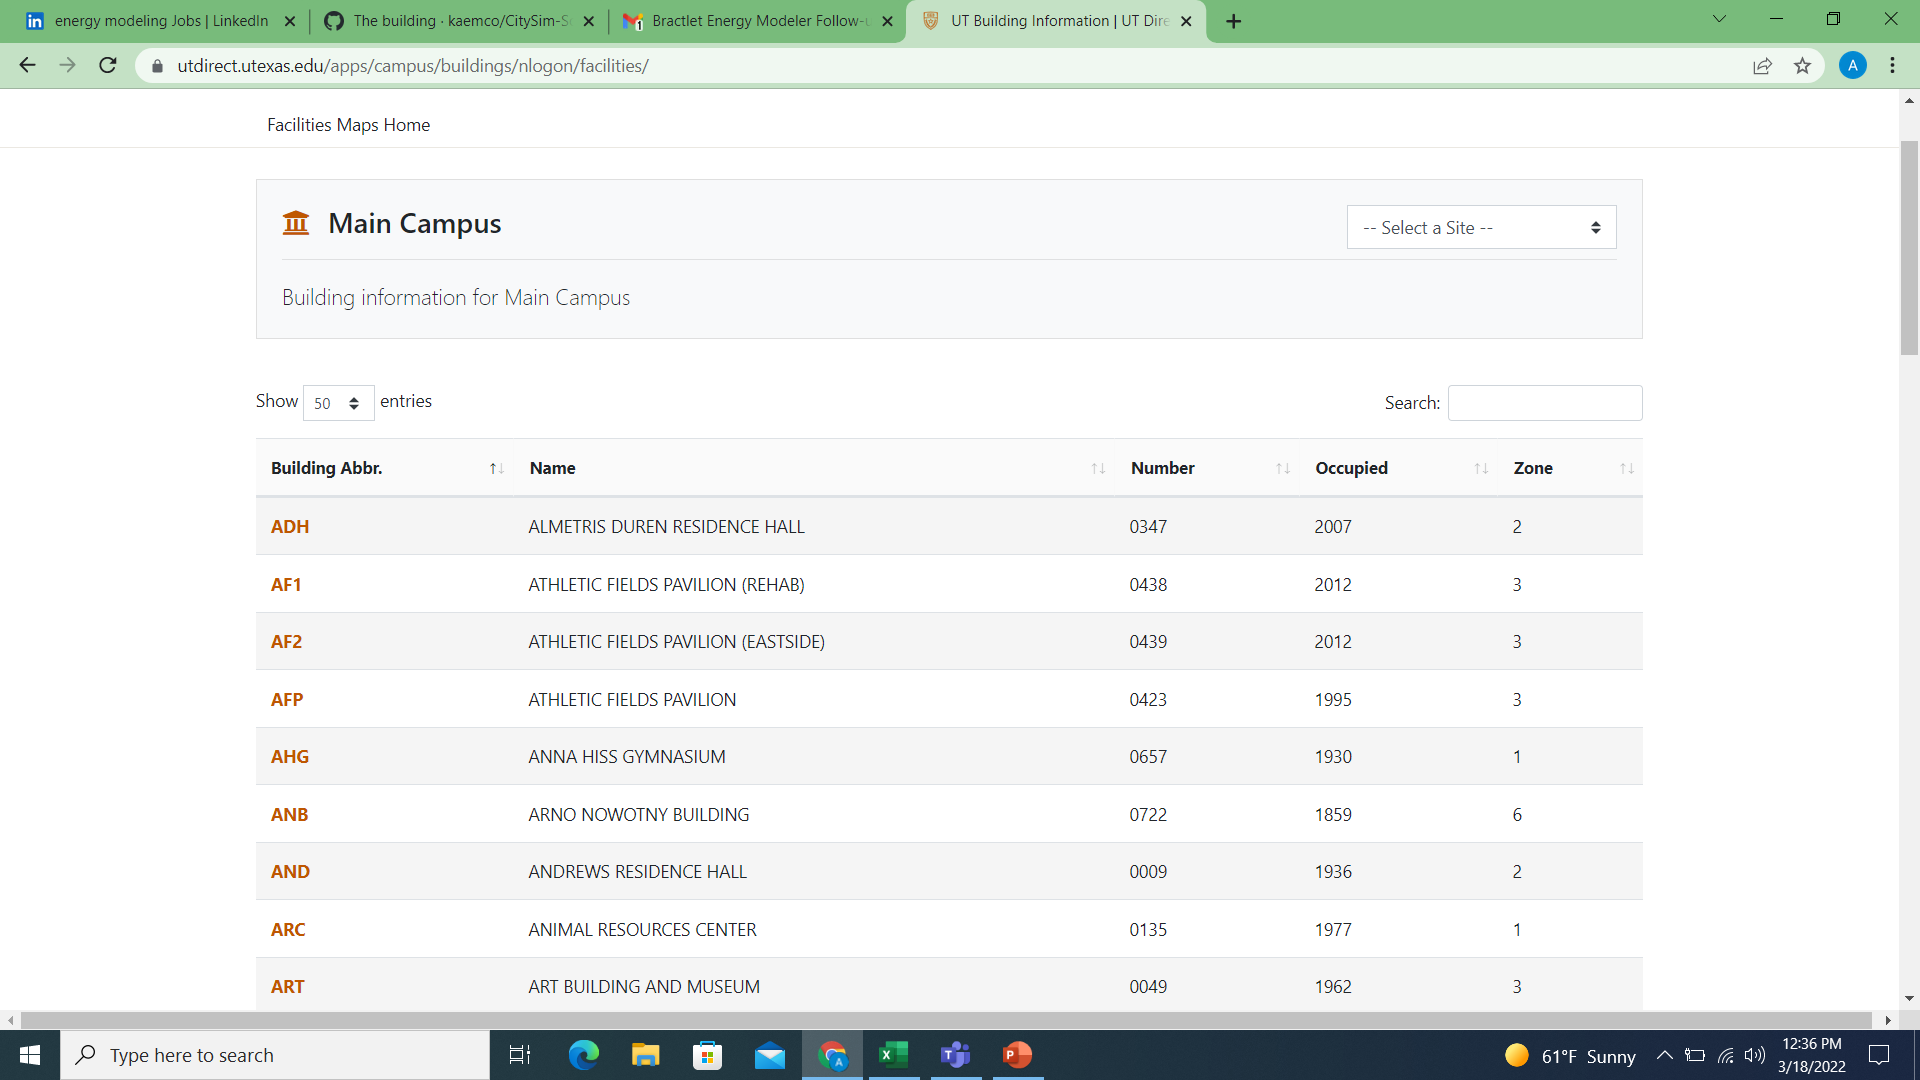 energy modeling Jobs | LinkedIn
The building · kaemco/CitySim-S
1
Bractlet Energy Modeler Follow-u
UT Building Information | UT Dire
utdirect.utexas.edu/apps/campus/buildings/nlogon/facilities/
A
Facilities Maps Home
Main Campus
-- Select a Site --
Building information for Main Campus
Show 50 entries
Search:
Building Abbr. Name Number Occupied Zone
ADH ALMETRIS DUREN RESIDENCE HALL 0347 2007 2
AF1 ATHLETIC FIELDS PAVILION (REHAB) 0438 2012 3
AF2 ATHLETIC FIELDS PAVILION (EASTSIDE) 0439 2012 3
AFP ATHLETIC FIELDS PAVILION 0423 1995 3
AHG ANNA HISS GYMNASIUM 0657 1930 1
ANB ARNO NOWOTNY BUILDING 0722 1859 6
AND ANDREWS RESIDENCE HALL 0009 1936 2
ARC ANIMAL RESOURCES CENTER 0135 1977 1
ART ART BUILDING AND MUSEUM 0049 1962 3
Type here to search
61°F Sunny
12:36 PM
3/18/2022